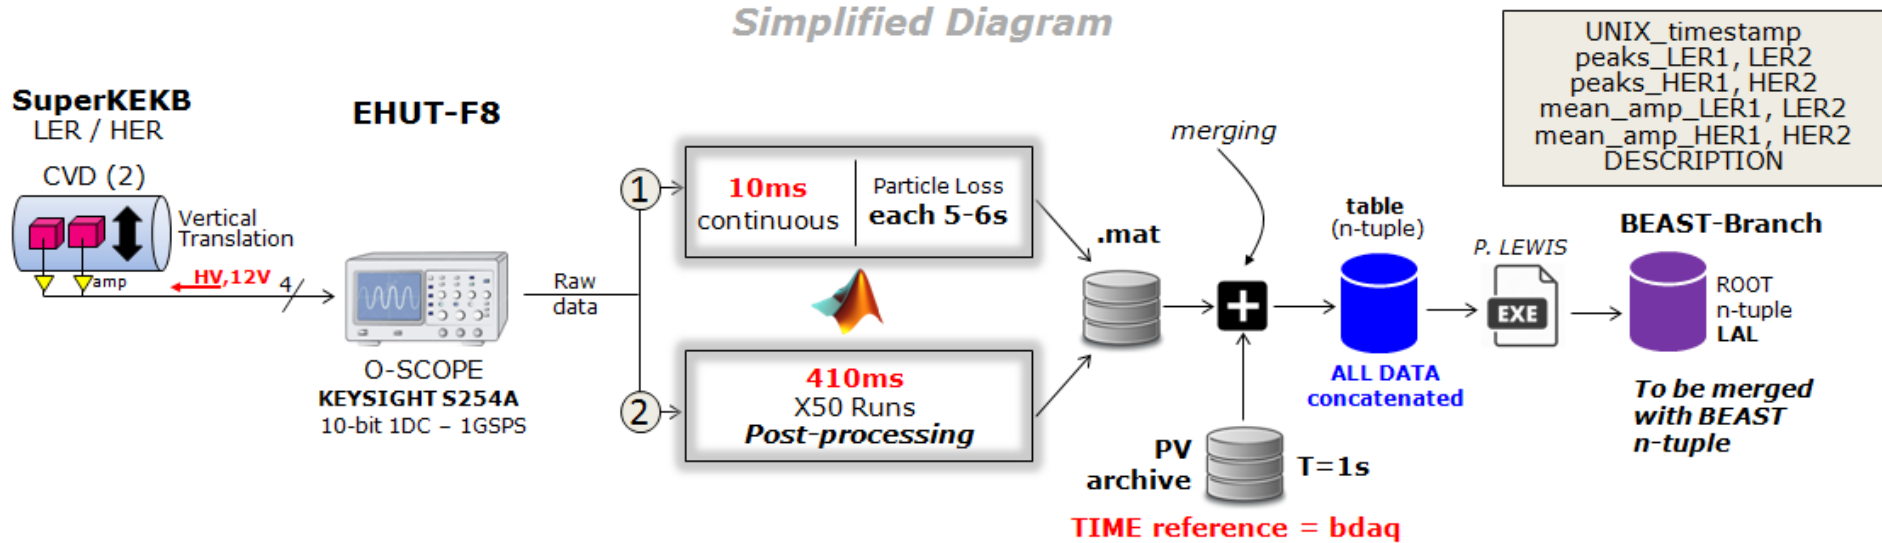 Simplified Diagram
UNIX_timestamp
peaks_LER1, LER2
peaks_HER1, HER2
mean_amp_LER1, LER2
mean_amp_HER1, HER2
DESCRIPTION
SuperKEKB
LER / HER
CVD (2)
Vertical
Translation
amp
HV,12V
4
EHUT-F8
O-SCOPE
KEYSIGHT S254A
10-bit 1DC – 1GSPS
Raw
data
1
10ms
continuous
Particle Loss
each 5-6s
2
410ms
X50 Runs
Post-processing
.mat
merging
PV
archive
T=1s
TIME reference = bdaq
table
(n-tuple)
ALL DATA
concatenated
P. LEWIS
EXE
BEAST-Branch
ROOT
n-tuple
LAL
To be merged
with BEAST
n-tuple